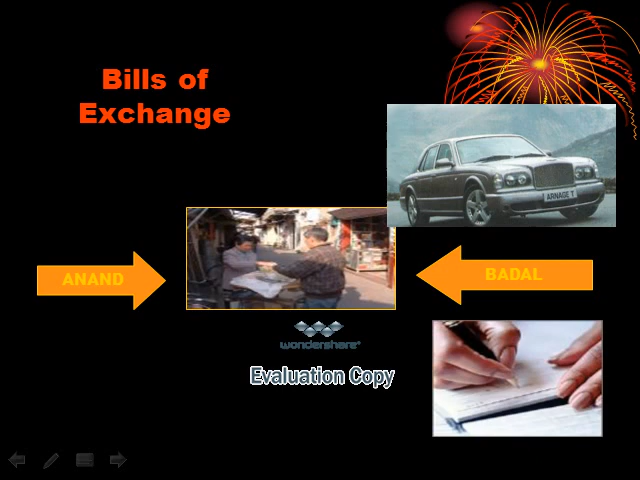 Bills of
Exchange
ARNAGE T
ANAND
BADAL
wondershare
Evaluation Copy